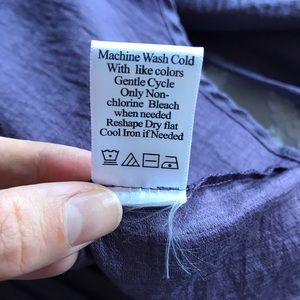 Machine Wash Cold
With like colors
Gentle Cycle
Only Non-
chlorine Bleach
when needed
Reshape Dry flat
Cool Iron if Needed